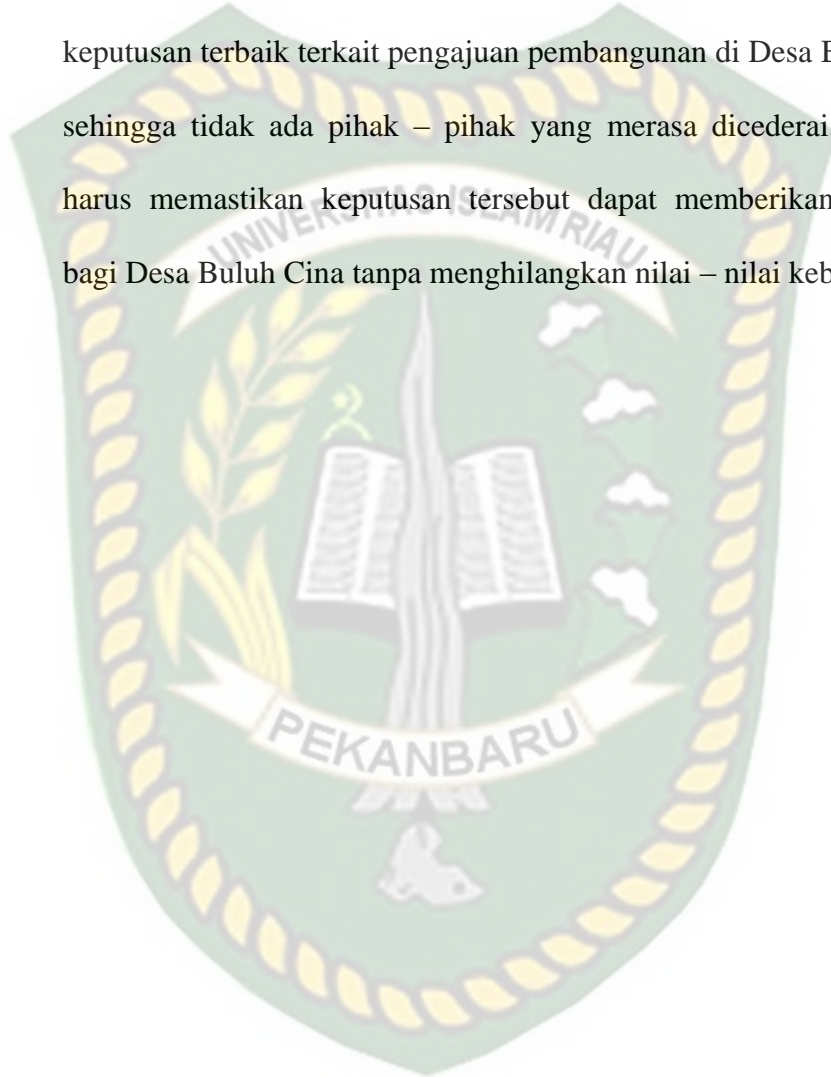 keputusan terbaik terkait pengajuan pembangunan di Desa
sehingga tidak ada pihak – pihak yang merasa dicederai
harus memastikan keputusan tersebut dapat memberikan
bagi Desa Buluh Cina tanpa menghilangkan nilai – nilai
UNIVERSITAS ISLAM RIAU
PEKANBARU